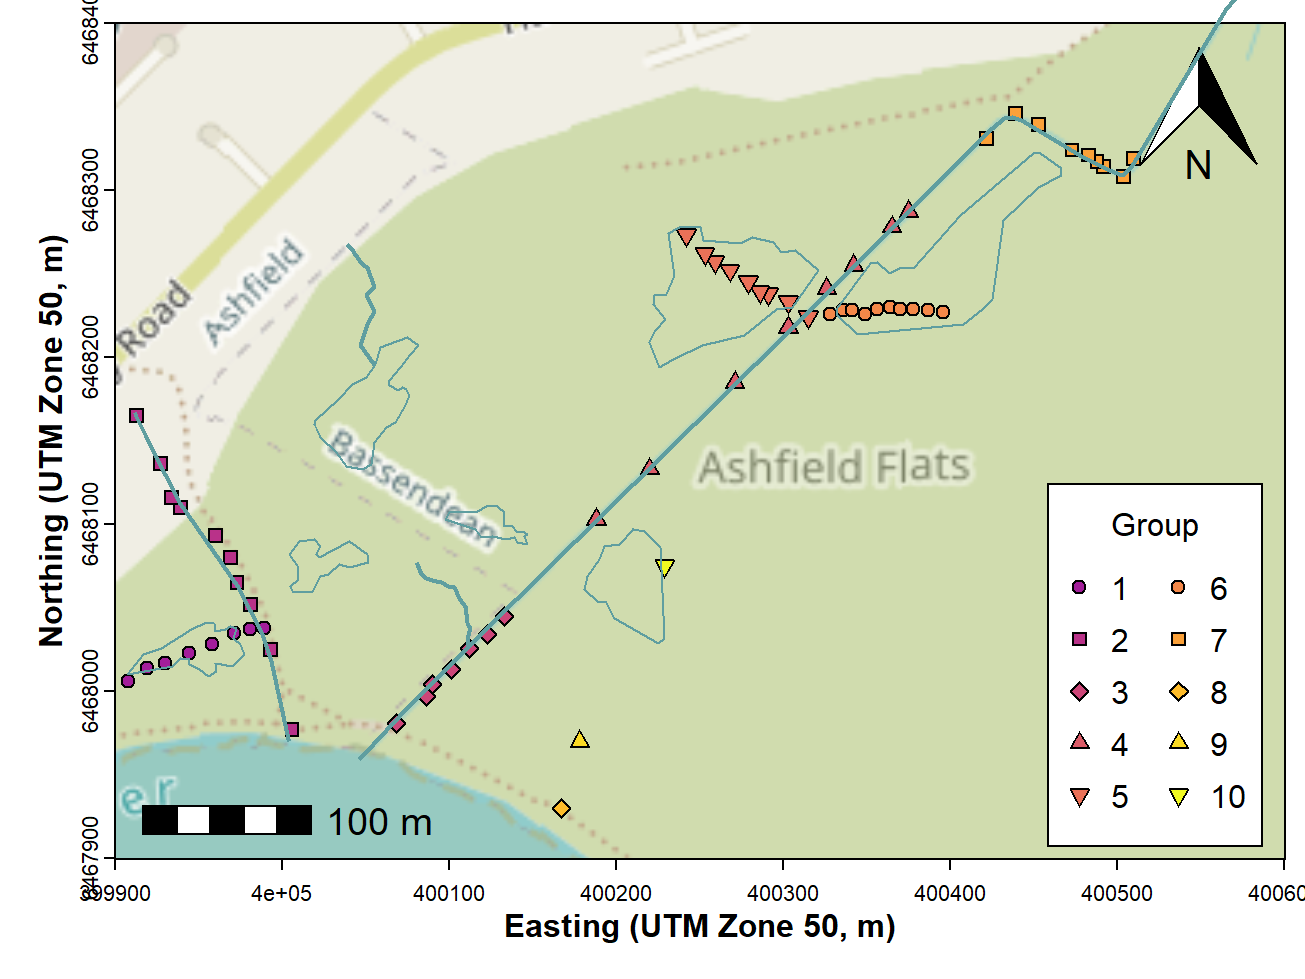 Northing (UTM Zone 50, m)
6468400
6468300
6468200
6468100
6468000
6467900
Road
Ashfield
Bassendean
Ashfield Flats
er
N
100 m
Group
1
2
3
4
5
6
7
8
9
10
399900
4e+05
400100
400200
400300
400400
400500
40060
Easting (UTM Zone 50, m)